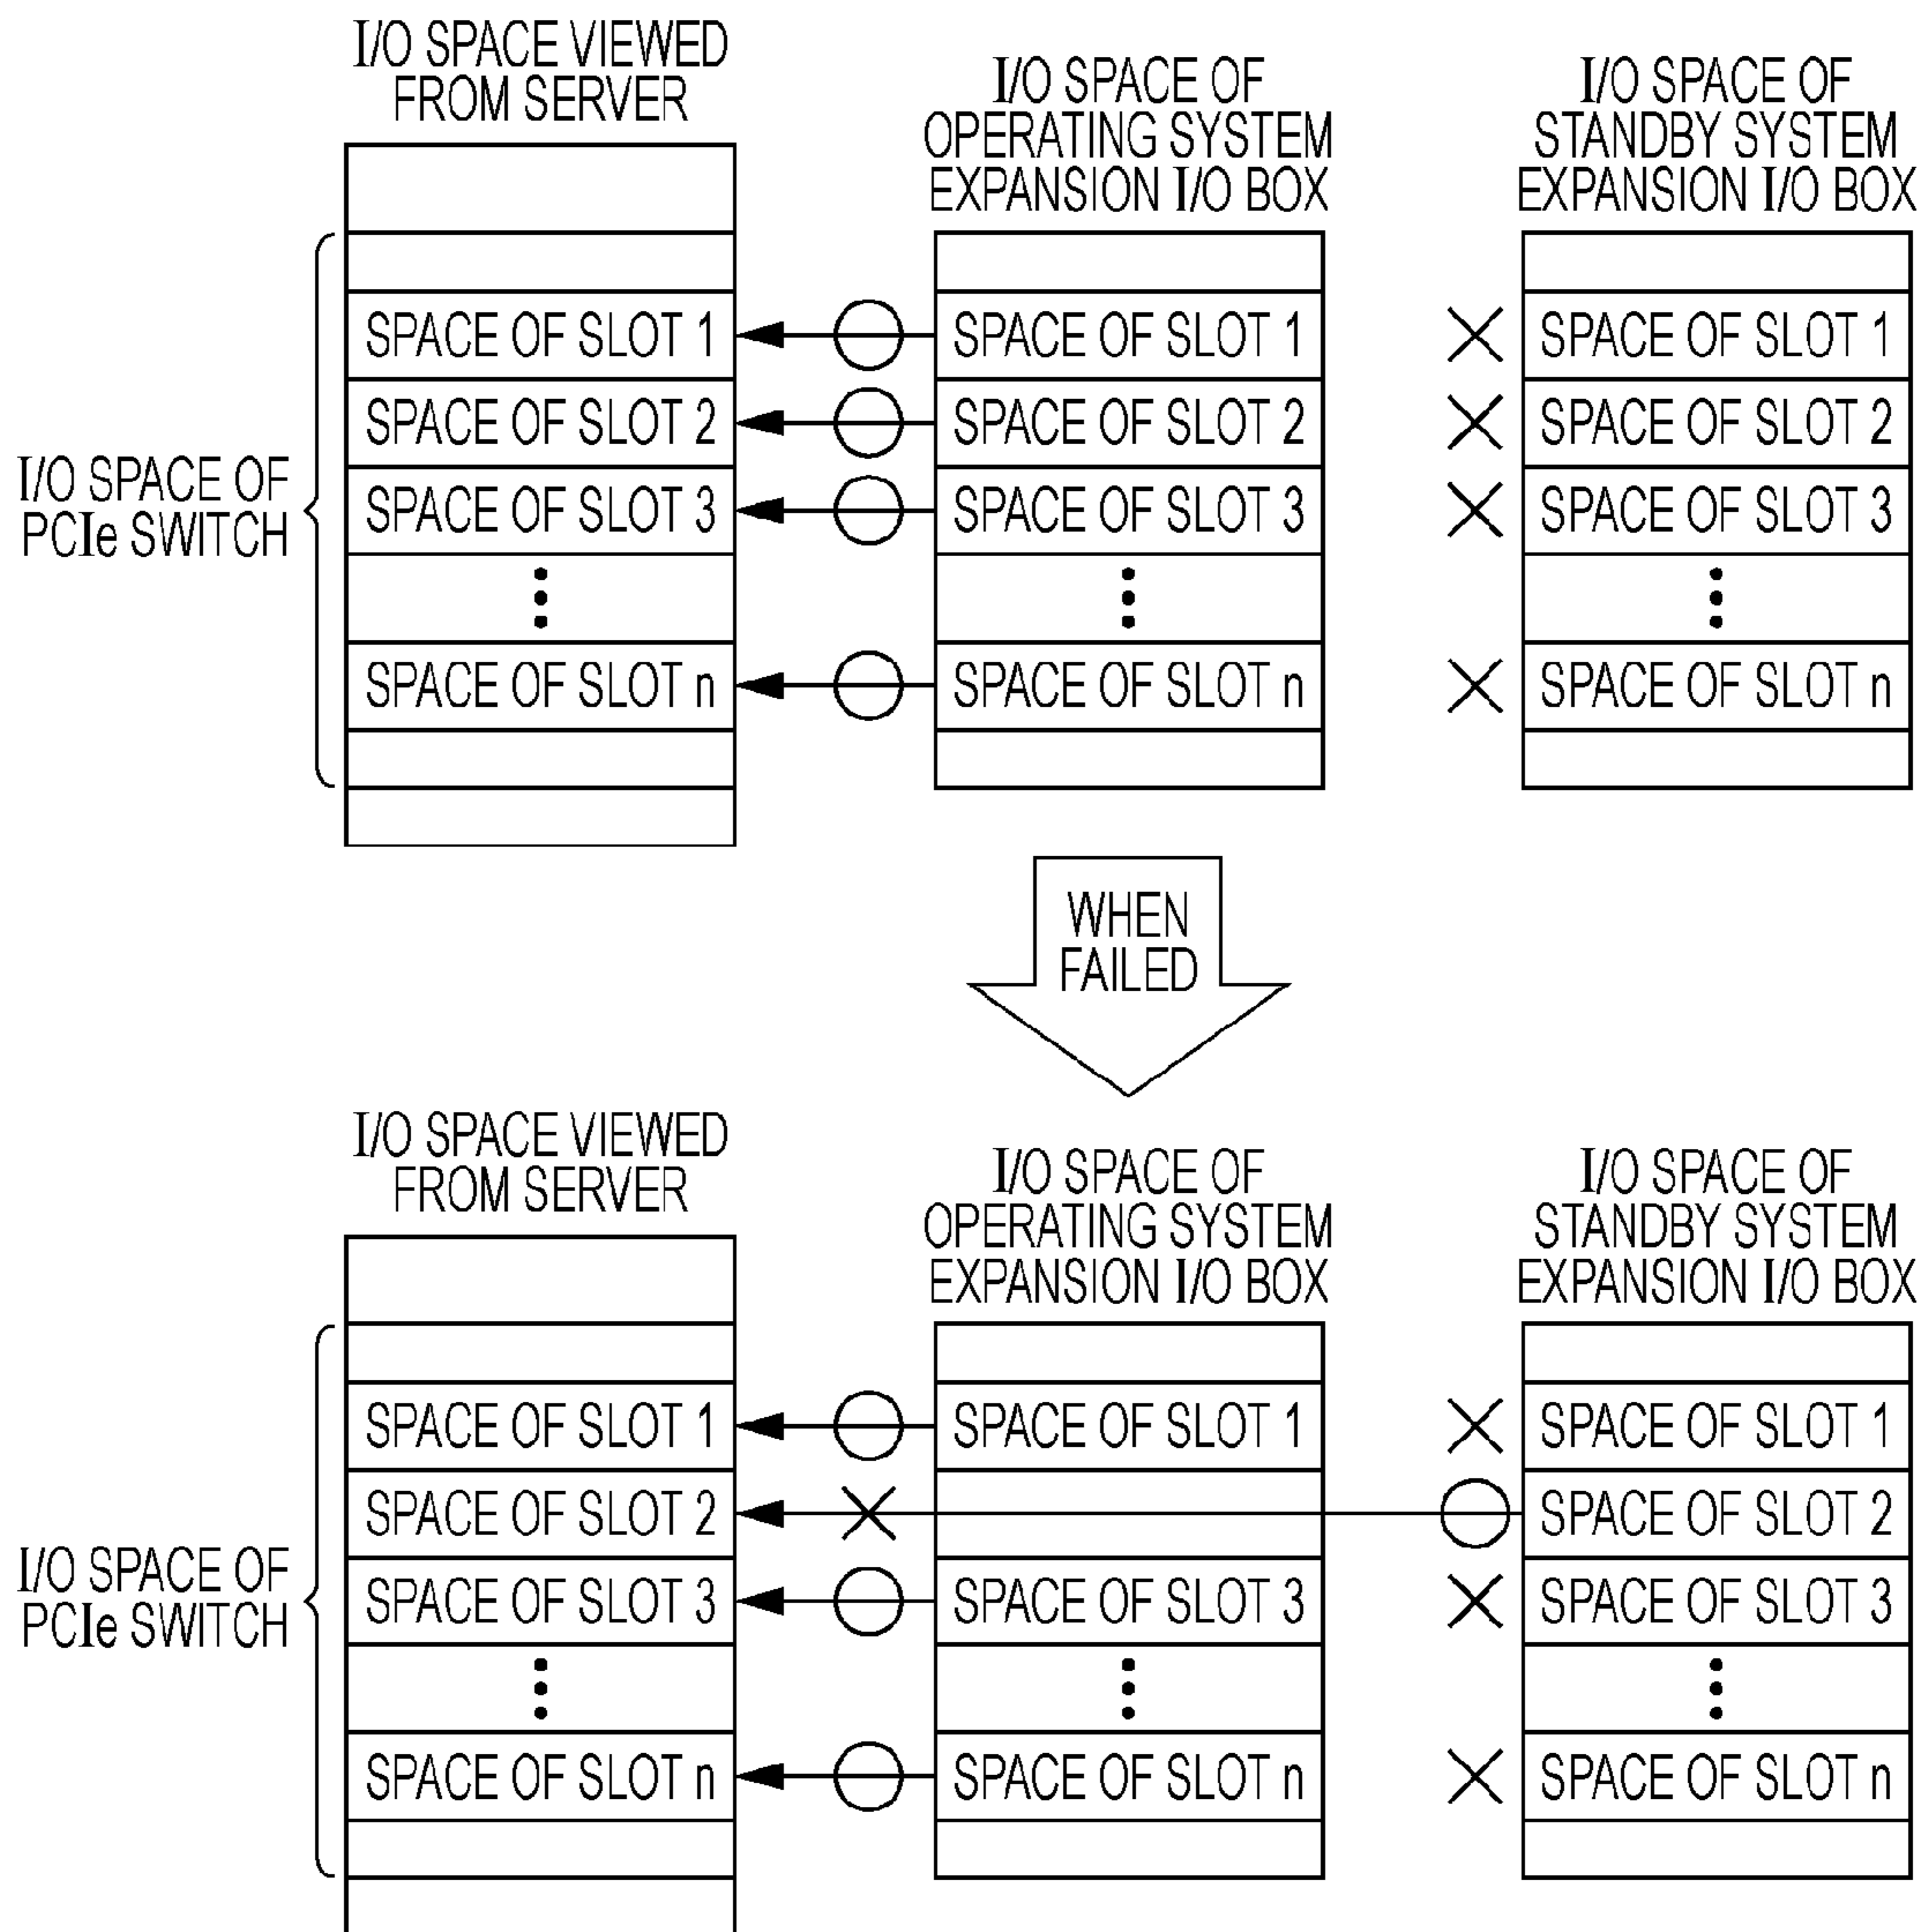 I/O SPACE VIEWED
FROM SERVER
I/O SPACE OF
OPERATING SYSTEM
EXPANSION I/O BOX
I/O SPACE OF
STANDBY SYSTEM
EXPANSION I/O BOX
I/O SPACE OF
PCIe SWITCH
SPACE OF SLOT 1
SPACE OF SLOT 2
SPACE OF SLOT 3
SPACE OF SLOT n
SPACE OF SLOT 1
SPACE OF SLOT 2
SPACE OF SLOT 3
SPACE OF SLOT n
SPACE OF SLOT 1
SPACE OF SLOT 2
SPACE OF SLOT 3
SPACE OF SLOT n
WHEN
FAILED
I/O SPACE VIEWED
FROM SERVER
I/O SPACE OF
OPERATING SYSTEM
EXPANSION I/O BOX
I/O SPACE OF
STANDBY SYSTEM
EXPANSION I/O BOX
I/O SPACE OF
PCIe SWITCH
SPACE OF SLOT 1
SPACE OF SLOT 2
SPACE OF SLOT 3
SPACE OF SLOT n
SPACE OF SLOT 1
SPACE OF SLOT 3
SPACE OF SLOT n
SPACE OF SLOT 1
SPACE OF SLOT 2
SPACE OF SLOT 3
SPACE OF SLOT n